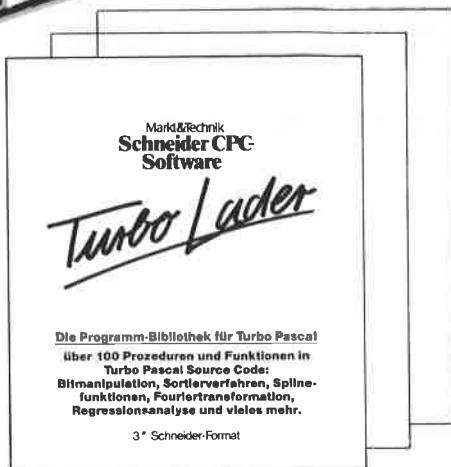 Markt&Technik
Schneider CPC-
Software
Turbo Lader
Die Programm-Bibliothek für Turbo Pascal
über 100 Prozeduren und Funktionen in
Turbo Pascal Source Code:
Bitmanipulation, Sortierverfahren, Spline-
funktionen, Fouriertransformation,
Regressionsanalyse und vieles mehr.
3" Schneider-Format